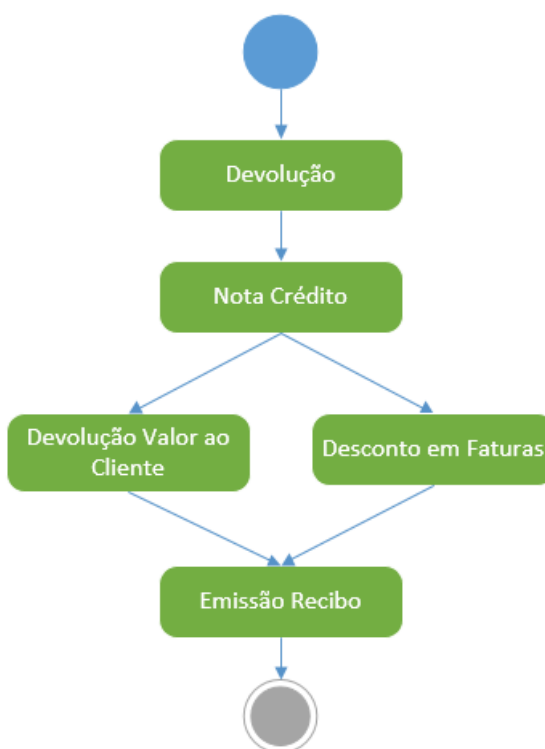 Devolução
Nota Crédito
Devolução Valor ao
Cliente
Desconto em Faturas
Emissão Recibo